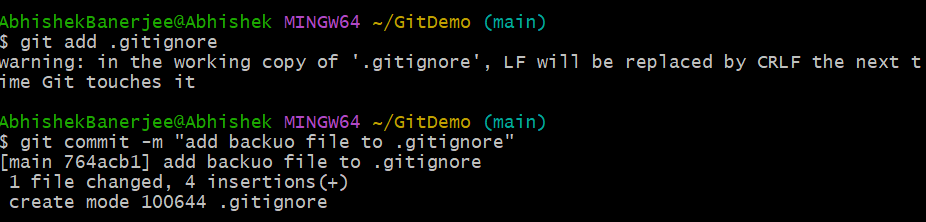 AbhishekBanerjee@Abhishek MINGW64 ~/GitDemo (main)
$ git add .gitignore
warning: in the working copy of '.gitignore', LF will be replaced by CRLF the next t
ime Git touches it
AbhishekBanerjee@Abhishek MINGW64 ~/GitDemo (main)
$ git commit -m "add backuo file to .gitignore"
[main 764acb1] add backuo file to .gitignore
 1 file changed, 4 insertions(+)
 create mode 100644 .gitignore